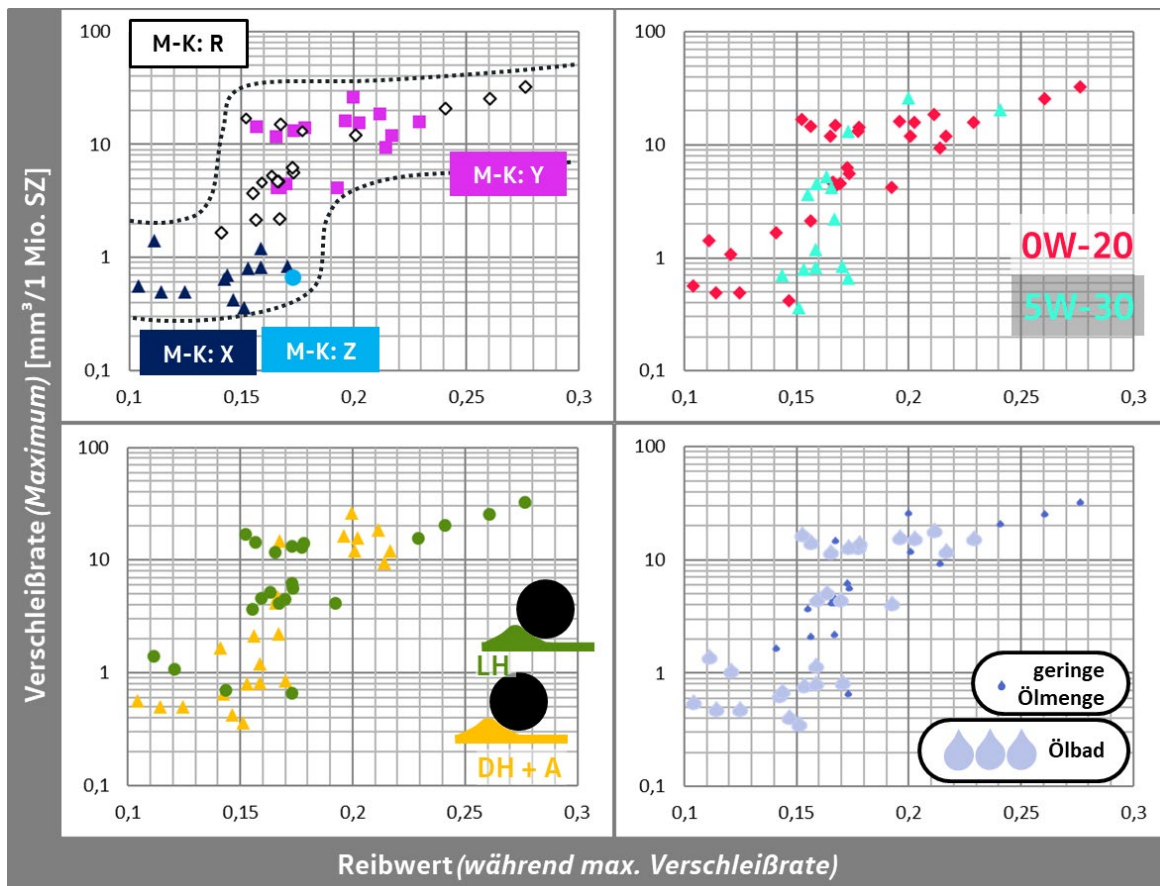 Verschleißrate (Maximum) [mm³/1 Mio. SZ]
100
10
1
0,1
0,1 0,15 0,2 0,25 0,3
M-K: R
M-K: Y
M-K: X
M-K: Z
100
10
1
0,1
0,1 0,15 0,2 0,25 0,3
0W-20
5W-30
100
10
1
0,1
0,1 0,15 0,2 0,25 0,3
LH
DH + A
100
10
1
0,1
0,1 0,15 0,2 0,25 0,3
geringe
Ölmenge
Ölbad
Reibwert (während max. Verschleißrate)